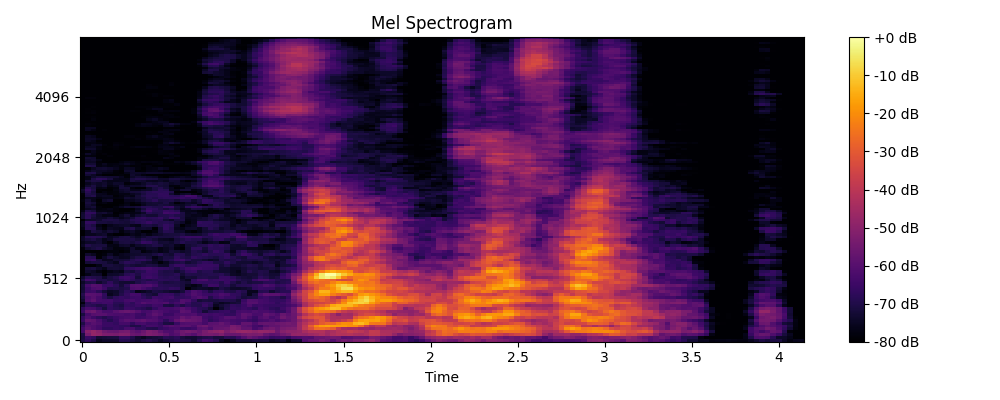 Mel Spectrogram
Hz
4096
2048
1024
512
0
0
0.5
1
1.5
2
2.5
3
3.5
4
Time
+0 dB
-10 dB
-20 dB
-30 dB
-40 dB
-50 dB
-60 dB
-70 dB
-80 dB